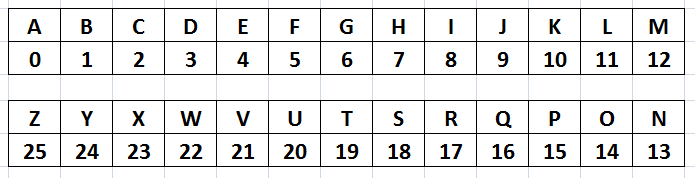 A B C D E F G H I J K L M
0 1 2 3 4 5 6 7 8 9 10 11 12
Z Y X W V U T S R Q P O N
25 24 23 22 21 20 19 18 17 16 15 14 13